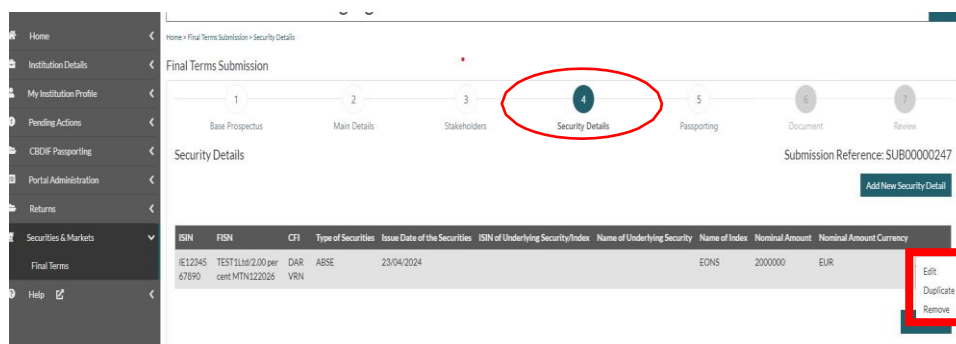 Home
Institution Details
My Institution Profile
Pending Actions
CBDIF Passporting
Portal Administration
Returns
Securities & Markets
Final Terms
Help
Home > Final Terms Submission > Security Details
Final Terms Submission
1 2 3 4 5 6 7
Base Prospectus Main Details Stakeholders Security Details Passporting Document Review
Security Details
Submission Reference: SUB00000247
Add New Security Detail
ISIN FISN CFI Type of Securities Issue Date of the Securities ISIN of Underlying Security/Index Name of Underlying Security Name of Index Nominal Amount Nominal Amount Currency
IE12345 TEST1Ltd/2.00 per DAR ABSE 23/04/2024 EONS 2000000 EUR
67890 cent MTN122026 VRN
Edit
Duplicate
Remove